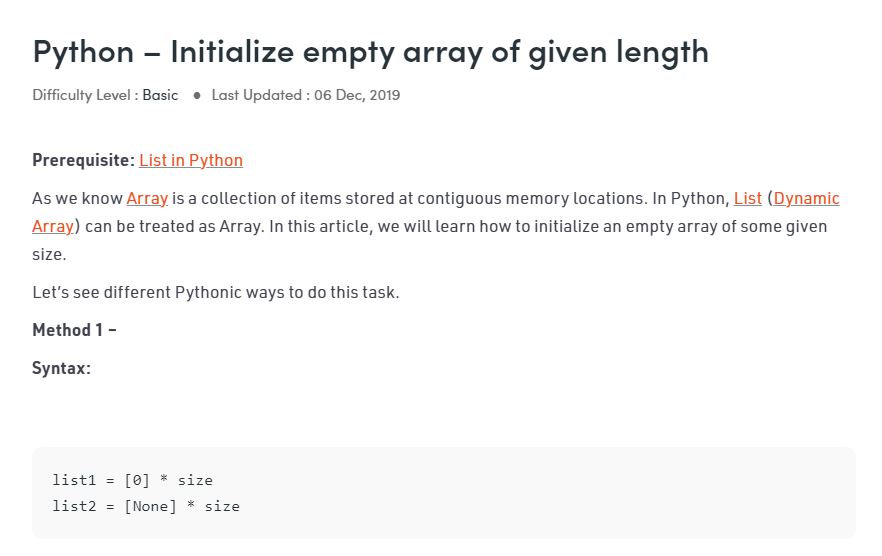 Python – Initialize empty array of given length
Difficulty Level : Basic ● Last Updated : 06 Dec, 2019
Prerequisite: List in Python
As we know Array is a collection of items stored at contiguous memory locations. In Python, List (Dynamic
Array) can be treated as Array. In this article, we will learn how to initialize an empty array of some given
size.
Let’s see different Pythonic ways to do this task.
Method 1 –
Syntax:
list1 = [0] * size
list2 = [None] * size